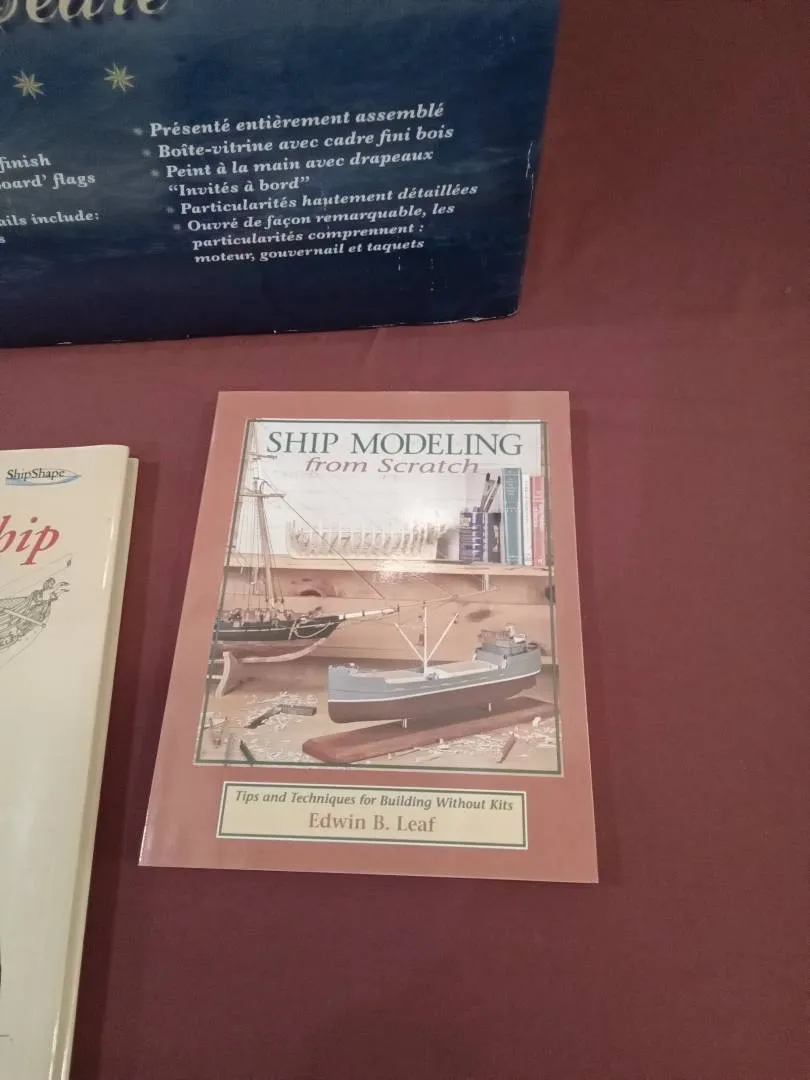 finish
flags
ails include:
s
Présenté entièrement assemblé
Boîte-vitrine avec cadre fini bois
Peint à la main avec drapeaux
“Invités à bord”
Particularités hautement détaillées
Ouvré de façon remarquable, les
particularités comprennent :
moteur, gouvernail et taquets
ShipShape
hip
SHIP MODELING
from Scratch
Tips and Techniques for Building Without Kits
Edwin B. Leaf